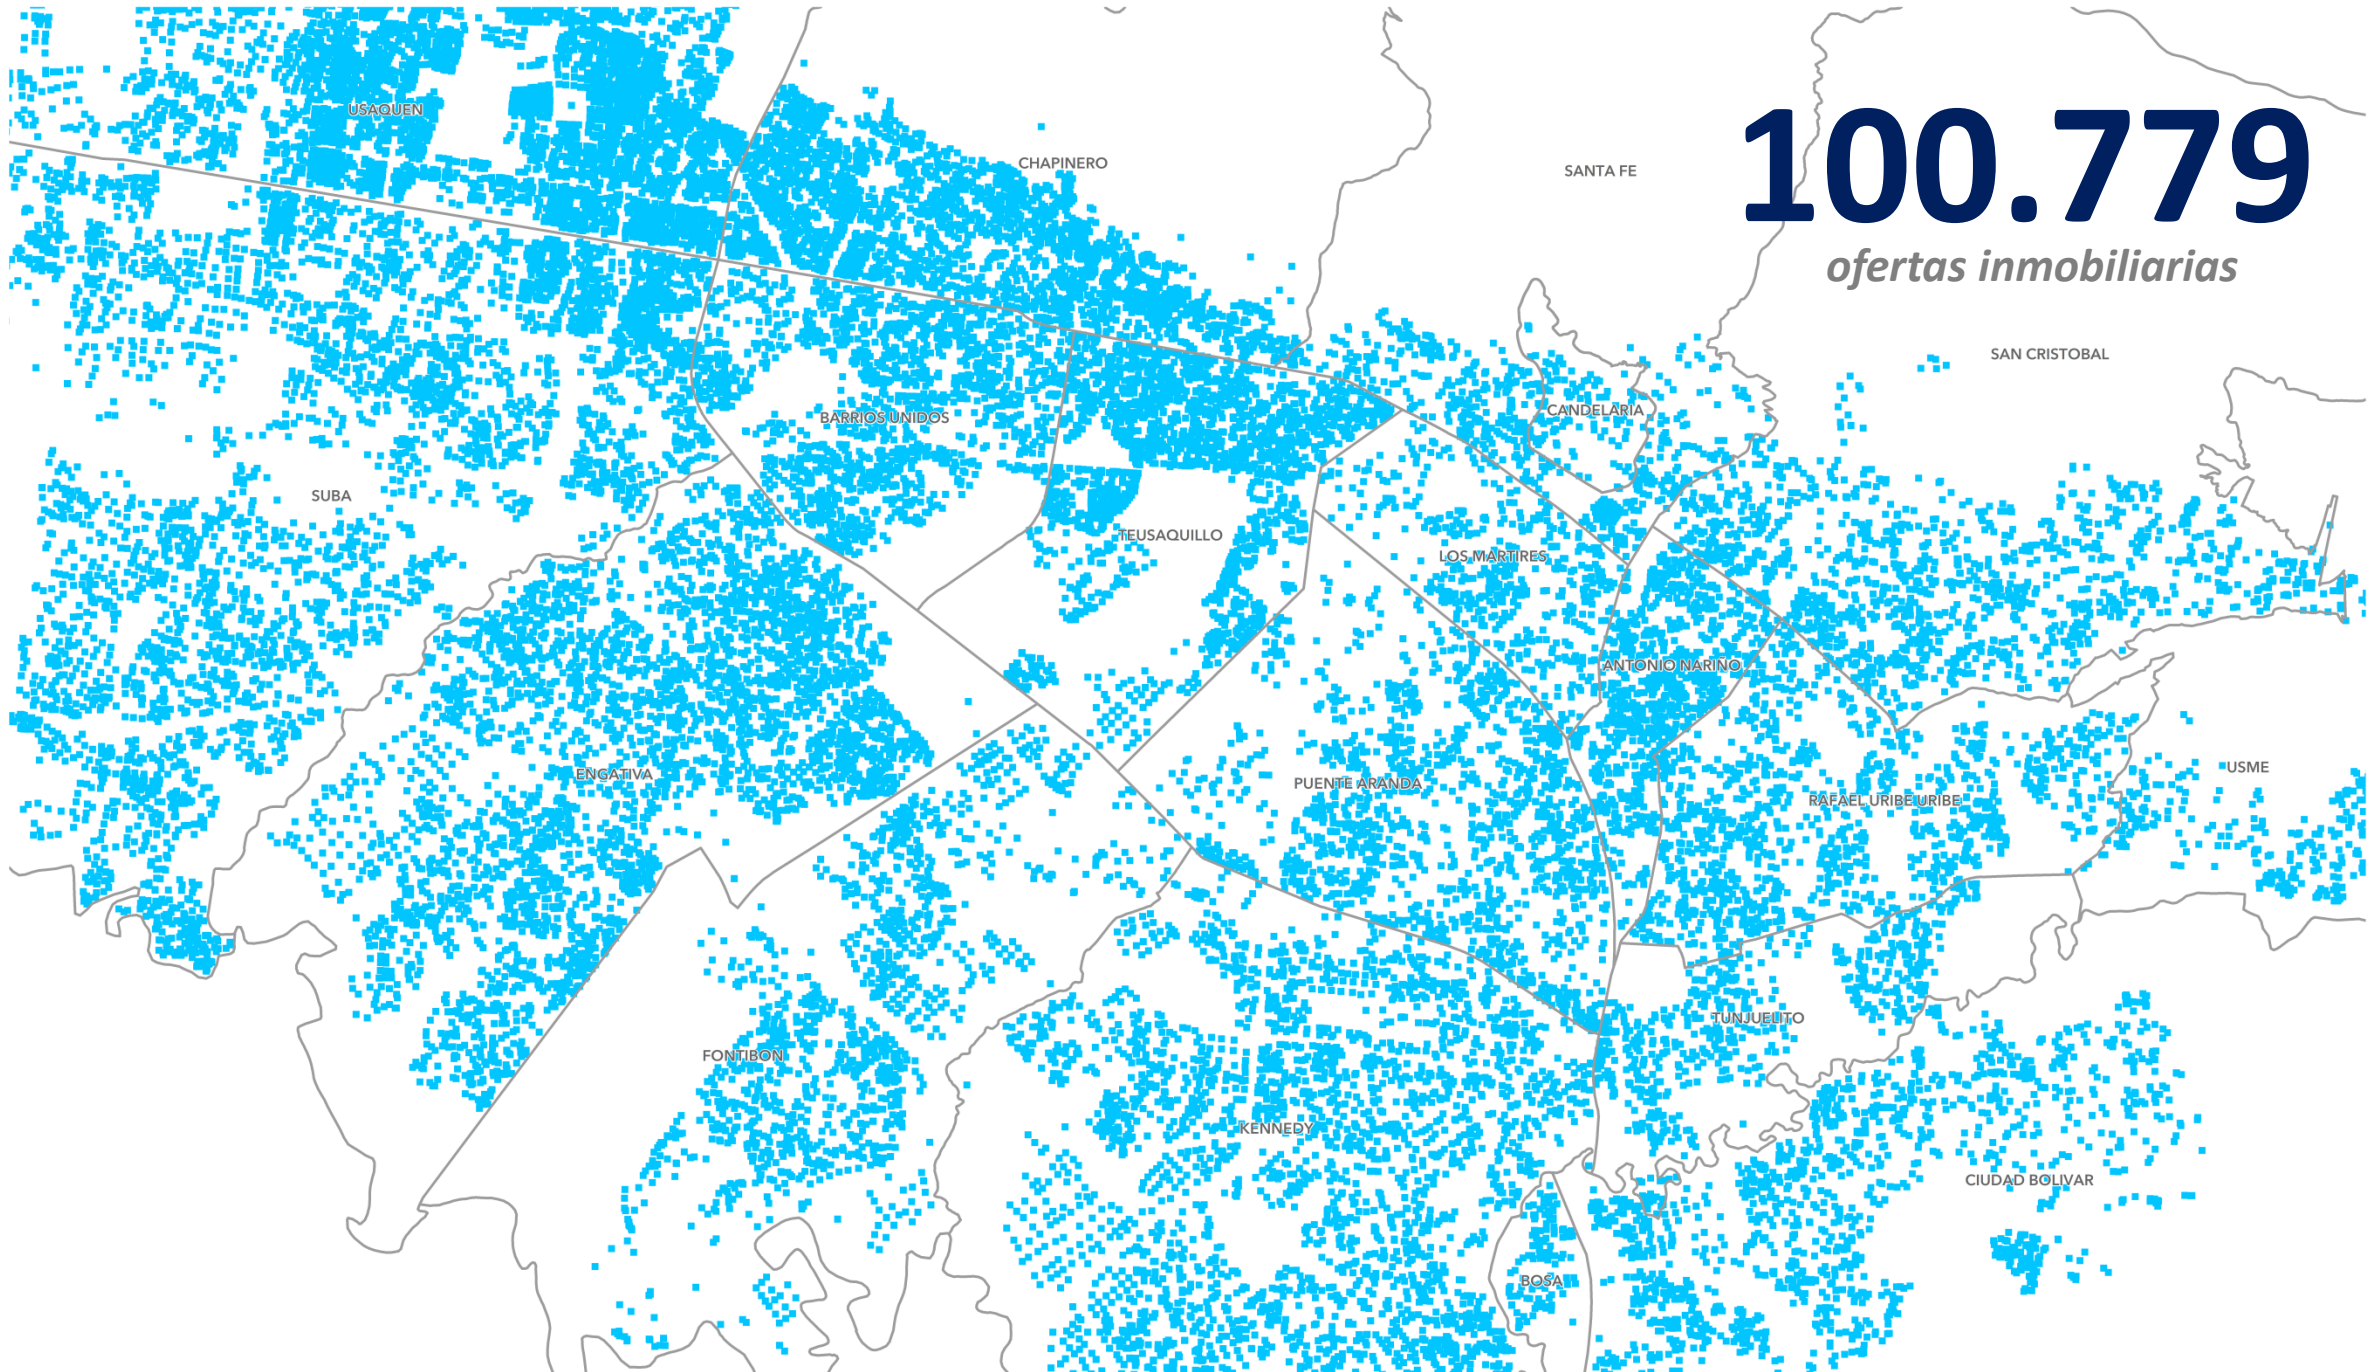 USAQUEN
100.779
CHAPINERO
SANTA FE
ofertas inmobiliarias
SAN CRISTOBAL
CANDELARIA
BARRIOS UNIDOS
SUBA
TEUSAQUILLO
LOS MARTIRES
ANTONIO NARIÑO
USME
ENGATIVA
PUENTE ARANDA
RAFAEL URIBE URIBE
TUNJUELITO
FONTIBON
KENNEDY
CIUDAD BOLIVAR
BOSA